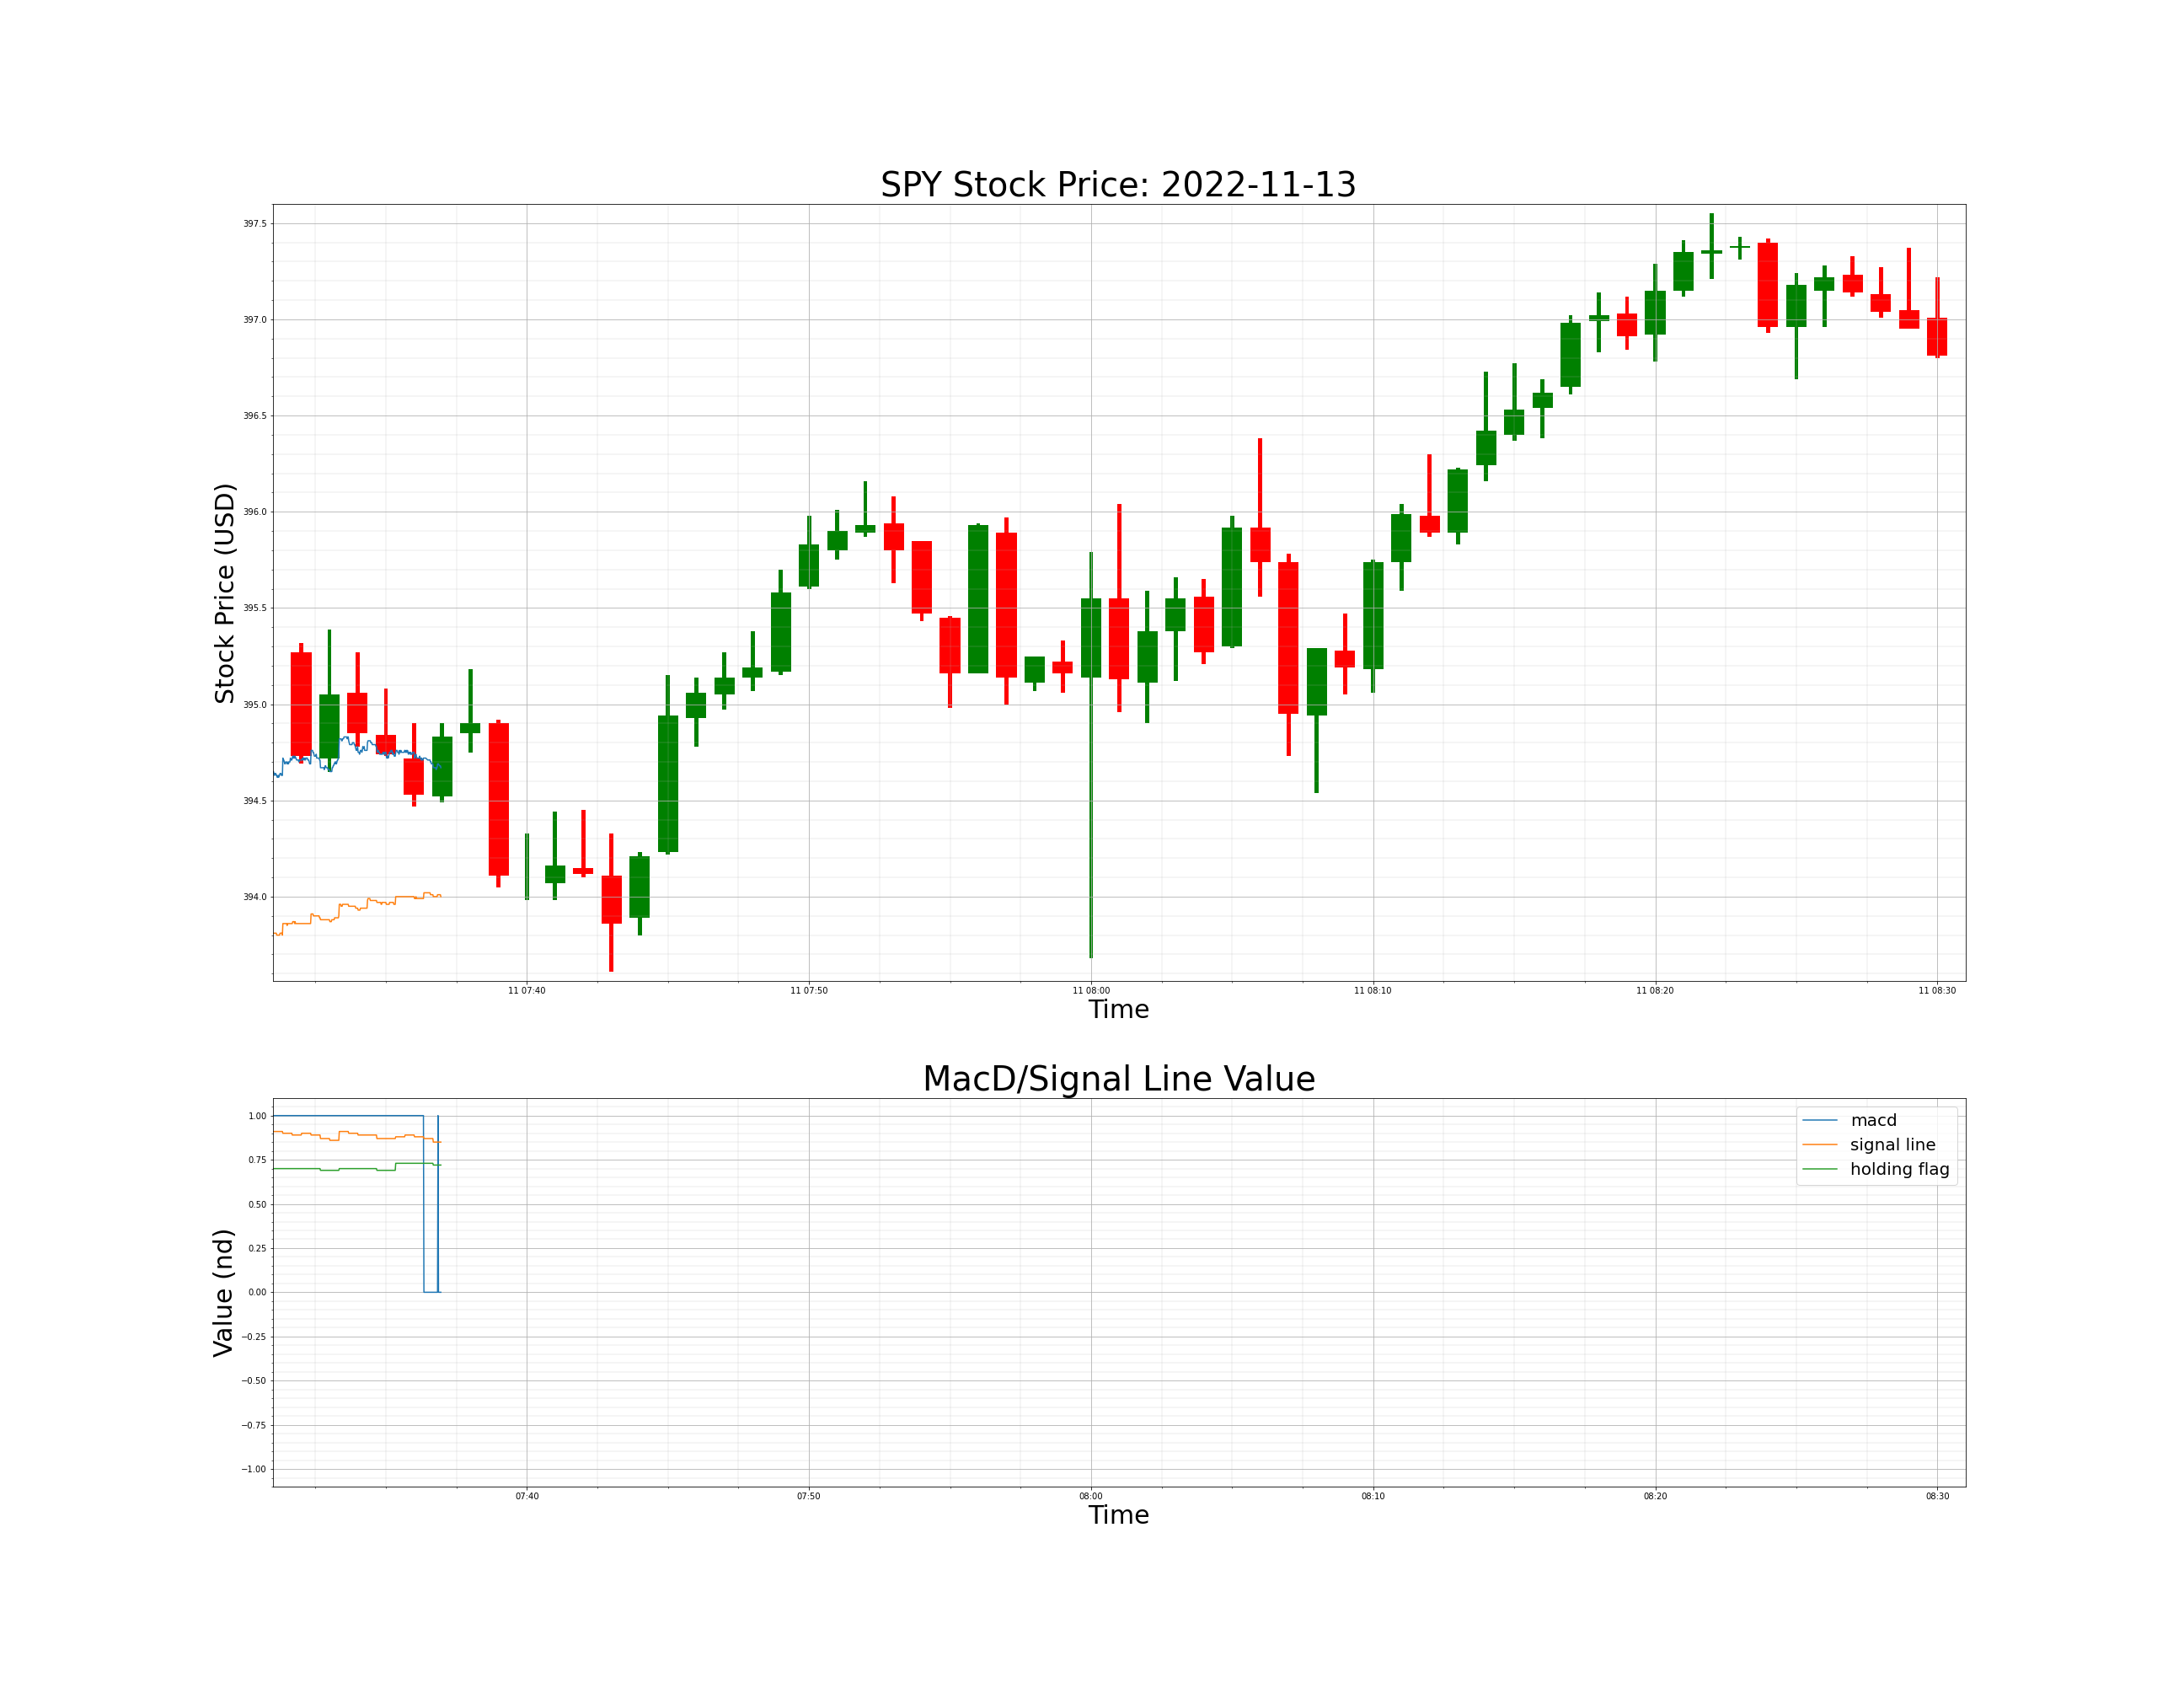 SPY Stock Price: 2022-11-13
397.5
397.0
396.5
396.0
395.5
395.0
394.5
394.0
Stock Price (USD)
11 07:40 11 07:50 11 08:00 11 08:10 11 08:20 11 08:30
Time
MacD/Signal Line Value
1.00
0.75
0.50
0.25
0.00
−0.25
−0.50
−0.75
−1.00
Value (nd)
macd
signal line
holding flag
07:40 07:50 08:00 08:10 08:20 08:30
Time